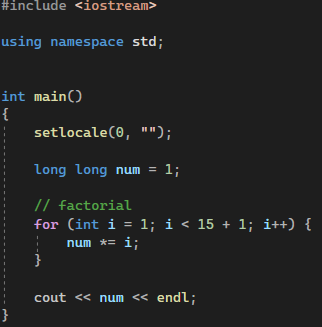 #include <iostream>
using namespace std;
int main()
{
setlocale(0, "");
long long num = 1;
// factorial
for (int i = 1; i < 15 + 1; i++) {
num *= i;
}
cout << num << endl;
}